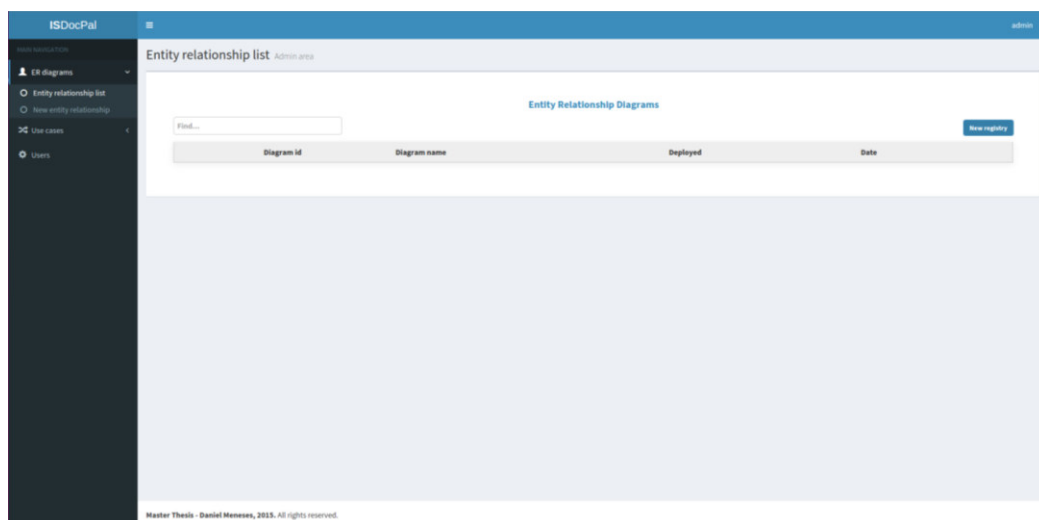 ISDocPal
admin
MAIN NAVIGATION
ER diagrams
Entity relationship list
New entity relationship
Use cases
Users
Entity relationship list Admin area
Entity Relationship Diagrams
Find...
New registry
Diagram id Diagram name Deployed Date
Master Thesis - Daniel Meneses, 2015. All rights reserved.